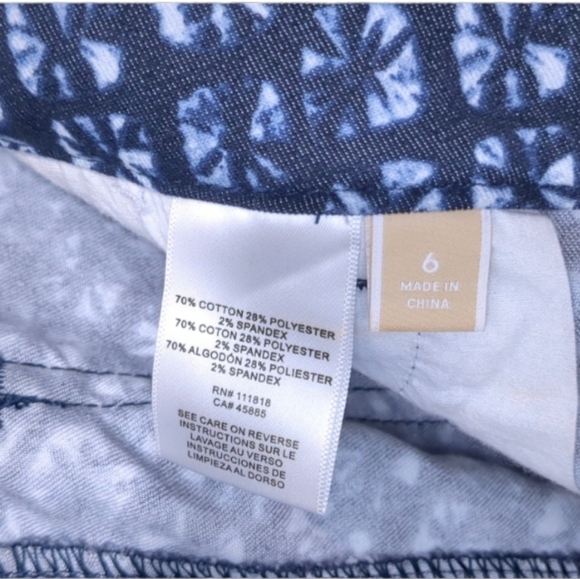 70% COTTON 28% POLYESTER
2% SPANDEX
70% COTON 28% POLYESTER
2% SPANDEX
70% ALGODÓN 28% POLIESTER
2% SPANDEX
RN# 111818
CA# 45885
SEE CARE ON REVERSE
INSTRUCTIONS SUR LE
LAVAGE AU VERSO
INSTRUCCIONES DE
LIMPIEZA AL DORSO
6
MADE IN
CHINA